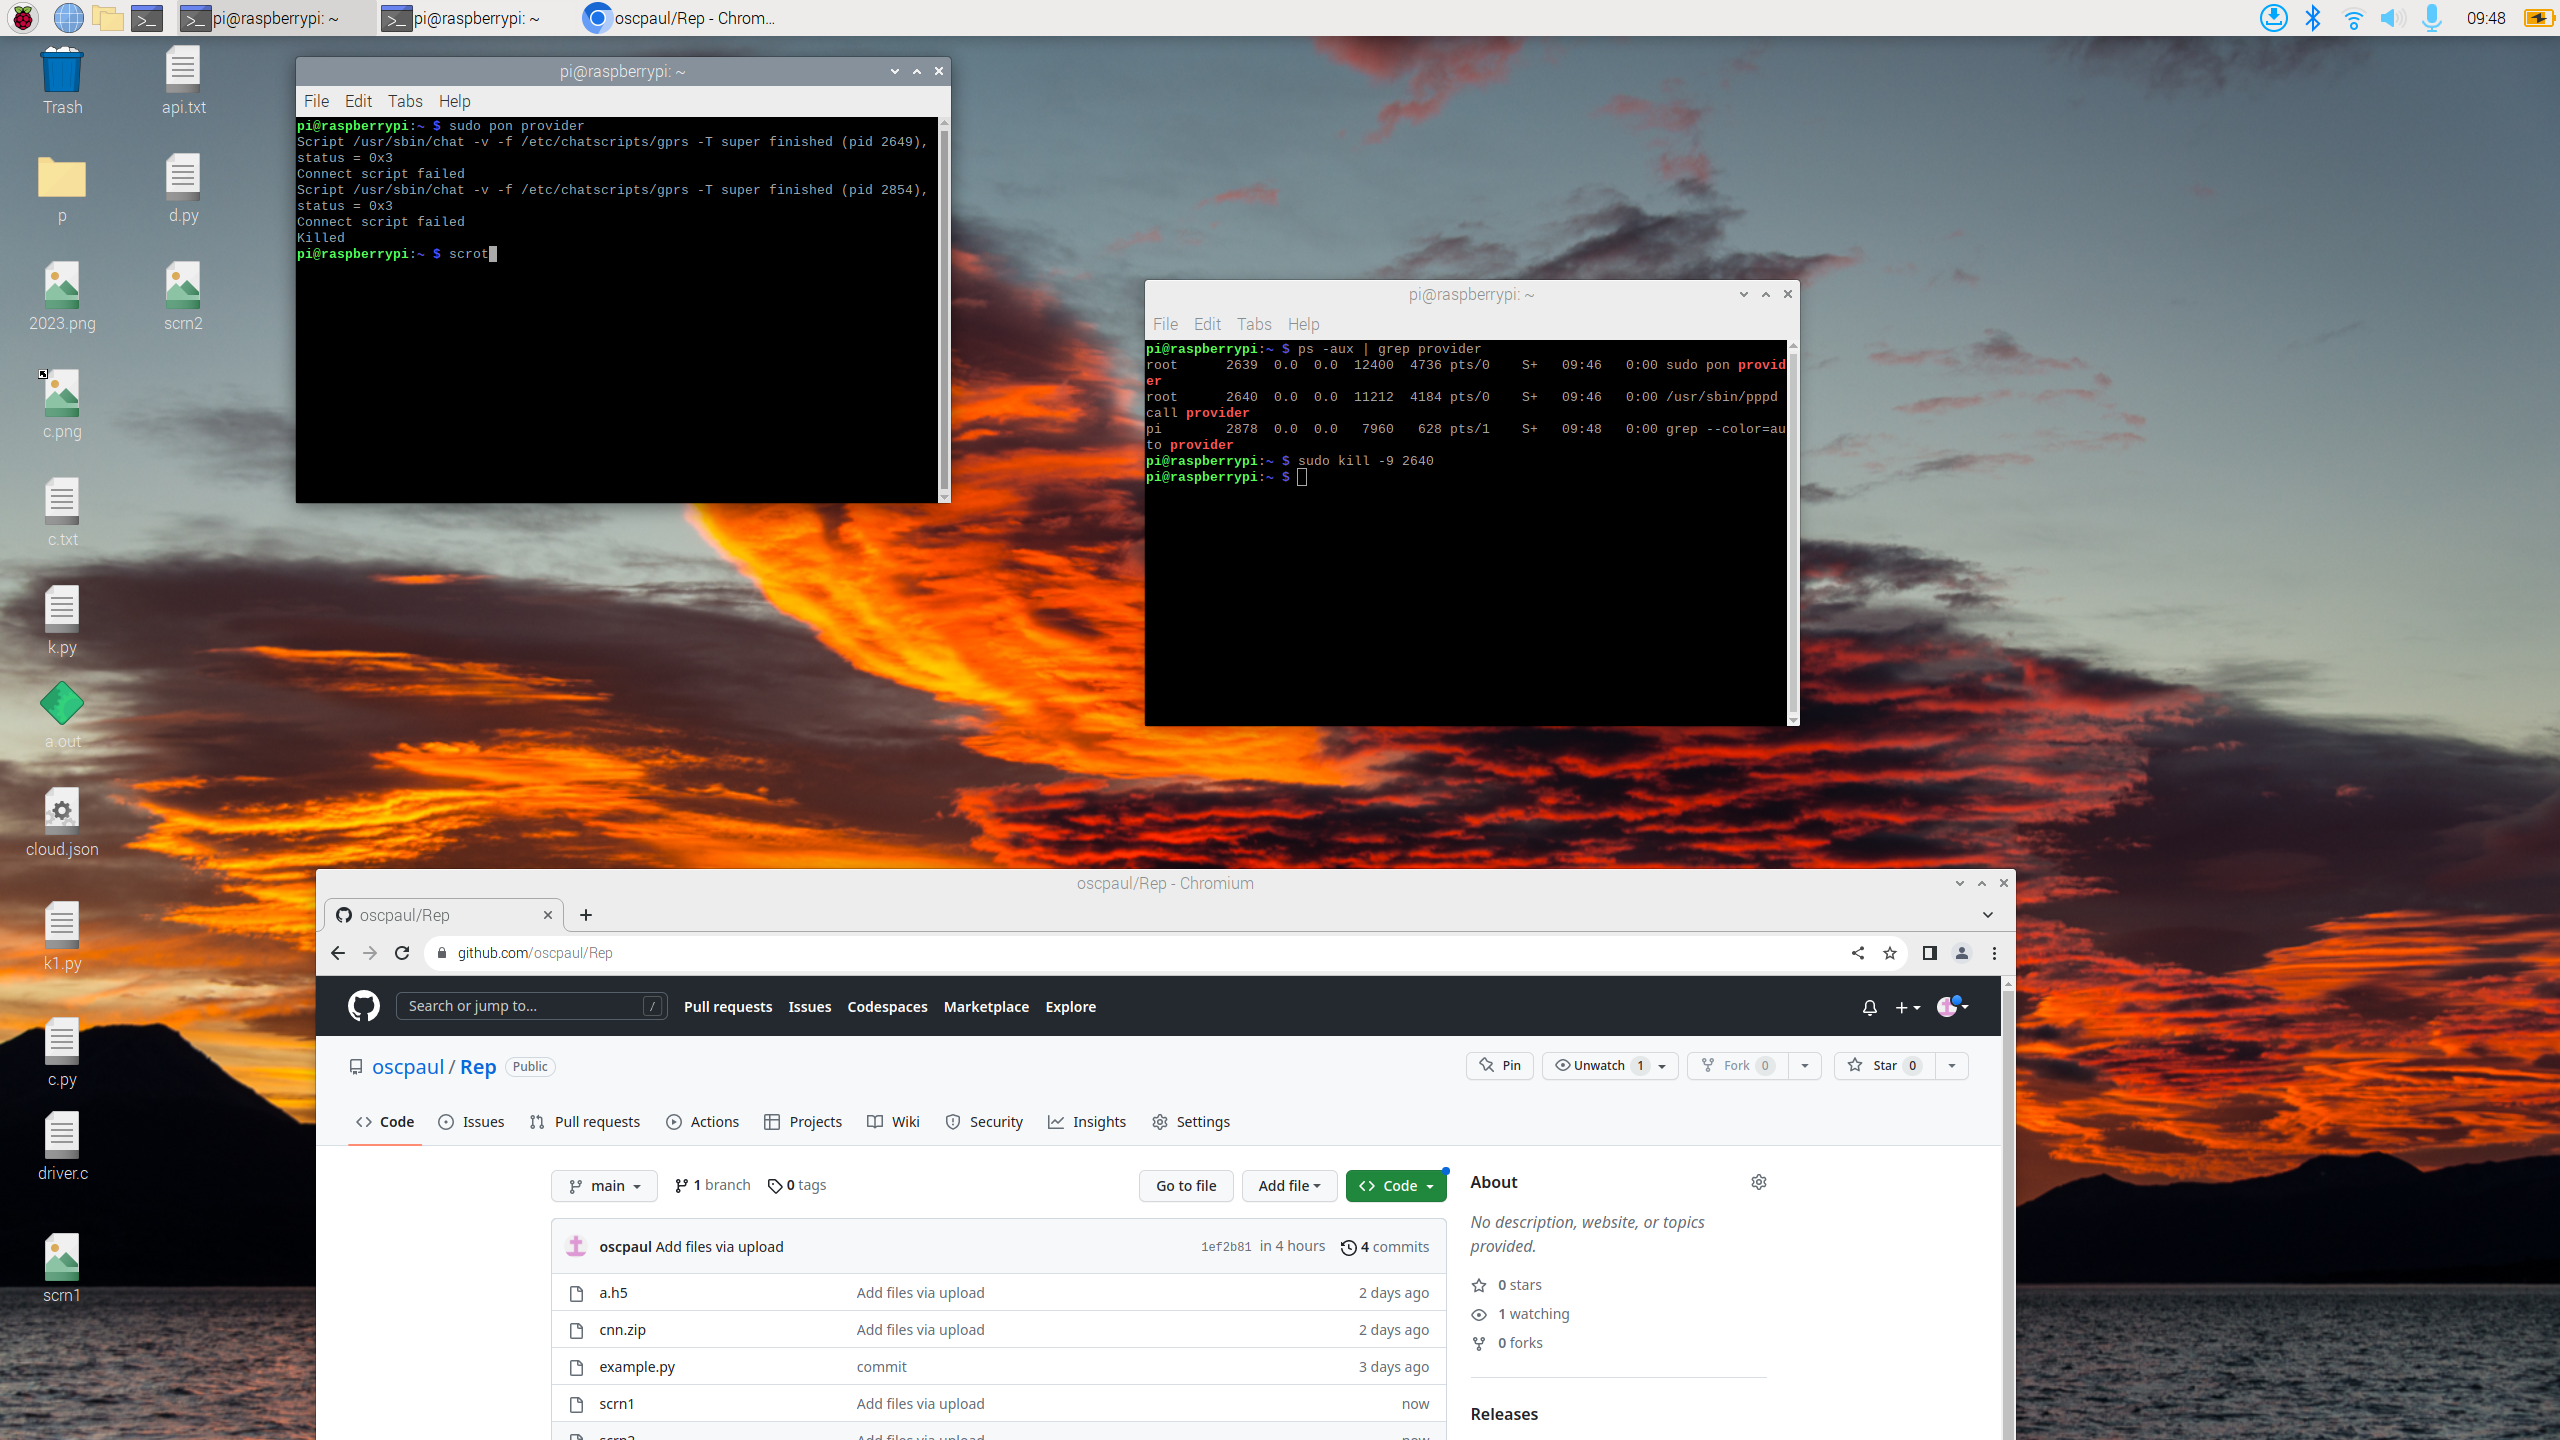 pi@raspberrypi: ~
pi@raspberrypi: ~
oscpaul/Rep - Chrom...
09:48
Trash
api.txt
p
d.py
2023.png
scrn2
c.png
c.txt
k.py
a.out
cloud.json
k1.py
c.py
driver.c
scrn1
pi@raspberrypi: ~
File Edit Tabs Help
pi@raspberrypi:~ $ sudo pon provider
Script /usr/sbin/chat -v -f /etc/chatscripts/gprs -T super finished (pid 2649),
status = 0x3
Connect script failed
Script /usr/sbin/chat -v -f /etc/chatscripts/gprs -T super finished (pid 2854),
status = 0x3
Connect script failed
Killed
pi@raspberrypi:~ $ scrot
pi@raspberrypi: ~
File Edit Tabs Help
pi@raspberrypi:~ $ ps -aux | grep provider
root 2639 0.0 0.0 12400 4736 pts/0 S+ 09:46 0:00 sudo pon provid
er
root 2640 0.0 0.0 11212 4184 pts/0 S+ 09:46 0:00 /usr/sbin/pppd
call provider
pi 2878 0.0 0.0 7960 628 pts/1 S+ 09:48 0:00 grep --color=au
to provider
pi@raspberrypi:~ $ sudo kill -9 2640
pi@raspberrypi:~ $
oscpaul/Rep - Chromium
oscpaul/Rep
github.com/oscpaul/Rep
Search or jump to... /
Pull requests Issues Codespaces Marketplace Explore
oscpaul / Rep Public
Pin Unwatch 1 Fork 0 Star 0
Code Issues Pull requests Actions Projects Wiki Security Insights Settings
main 1 branch 0 tags Go to file Add file Code
oscpaul Add files via upload 1ef2b81 in 4 hours 4 commits
a.h5 Add files via upload 2 days ago
cnn.zip Add files via upload 2 days ago
example.py commit 3 days ago
scrn1 Add files via upload now
scrn2 Add files via upload now
About
No description, website, or topics
provided.
0 stars
1 watching
0 forks
Releases